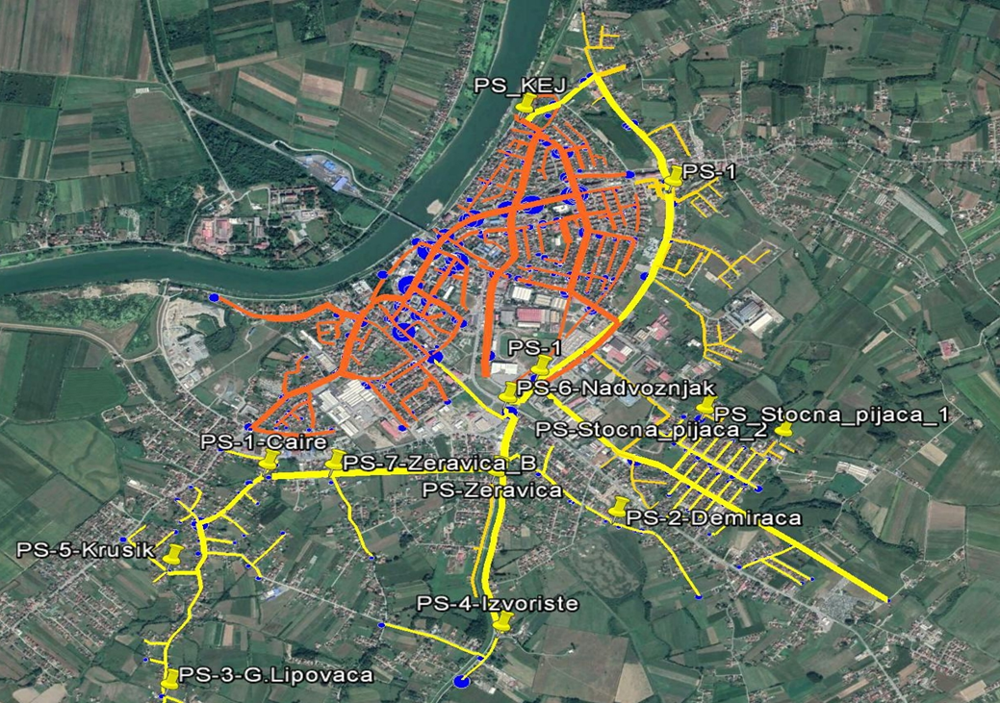 PS_KEJ
PS-1
PS-1
PS-6-Nadvoznjak
PS_Stocna_pijaca_1
PS-Stocna_pijaca_2
PS-1-Caire
PS-7-Zeravica_B
PS-Zeravica
PS-2-Demiraca
PS-5-Krusik
PS-4-Izvoriste
PS-3-G.Lipovaca